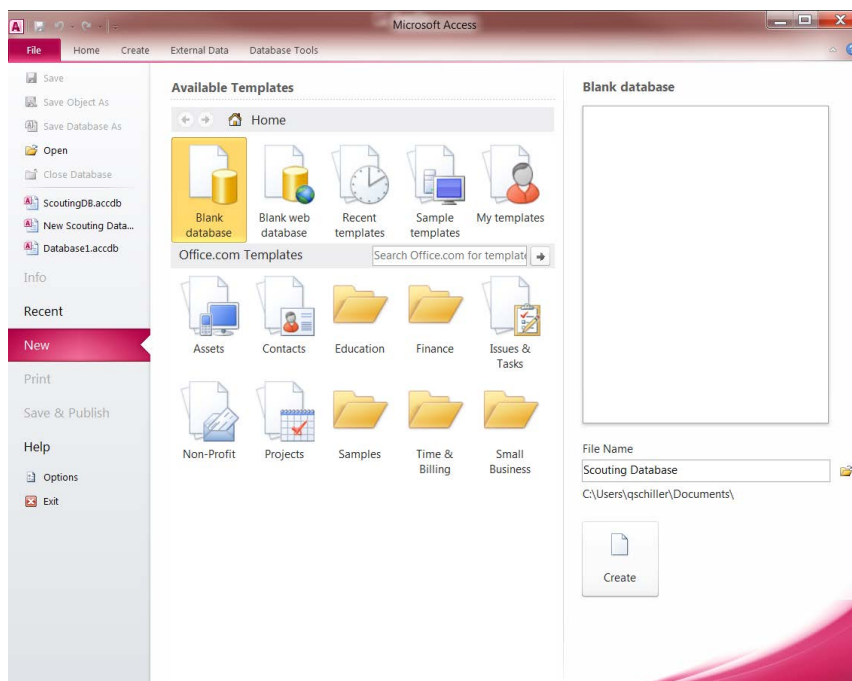 Microsoft Access
File Home Create External Data Database Tools
Save
Save Object As
Save Database As
Open
Close Database
ScoutingDB.accdb
New Scouting Data...
Database1.accdb
Info
Recent
New
Print
Save & Publish
Help
Options
Exit
Available Templates
Home
Blank
database
Blank web
database
Recent
templates
Sample
templates
My templates
Office.com Templates
Search Office.com for templat
Assets
Contacts
Education
Finance
Issues &
Tasks
Non-Profit
Projects
Samples
Time &
Billing
Small
Business
Blank database
File Name
Scouting Database
C:\Users\qschiller\Documents\
Create